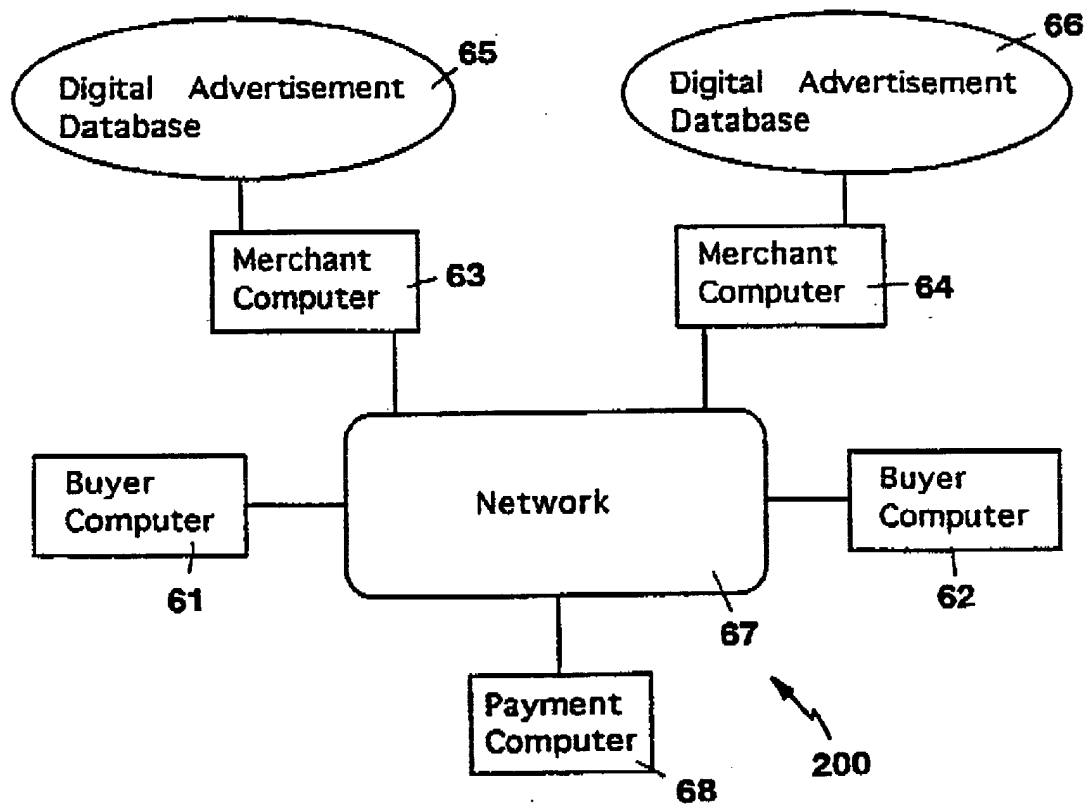 65
Digital Advertisement
Database
66
Digital Advertisement
Database
Merchant
Computer
63
Merchant
Computer
64
Buyer
Computer
61
Network
67
Buyer
Computer
62
Payment
Computer
68
200